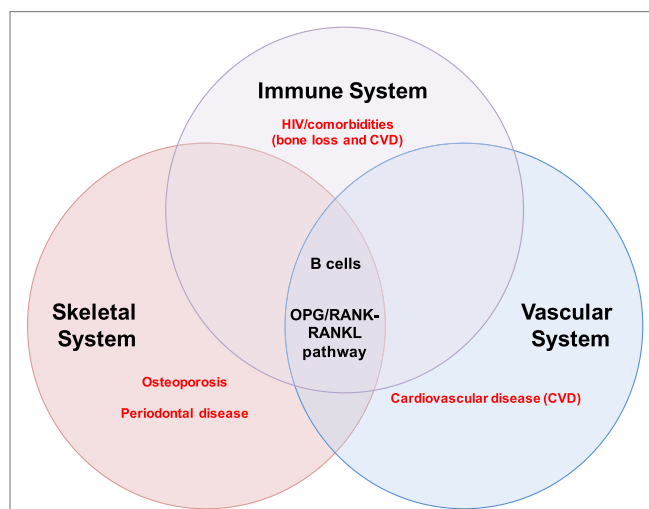 Immune System
HIV/comorbidities
(bone loss and CVD)
B cells
OPG/RANK-
RANKL
pathway
Skeletal
System
Vascular
System
Osteoporosis
Periodontal disease
Cardiovascular disease (CVD)